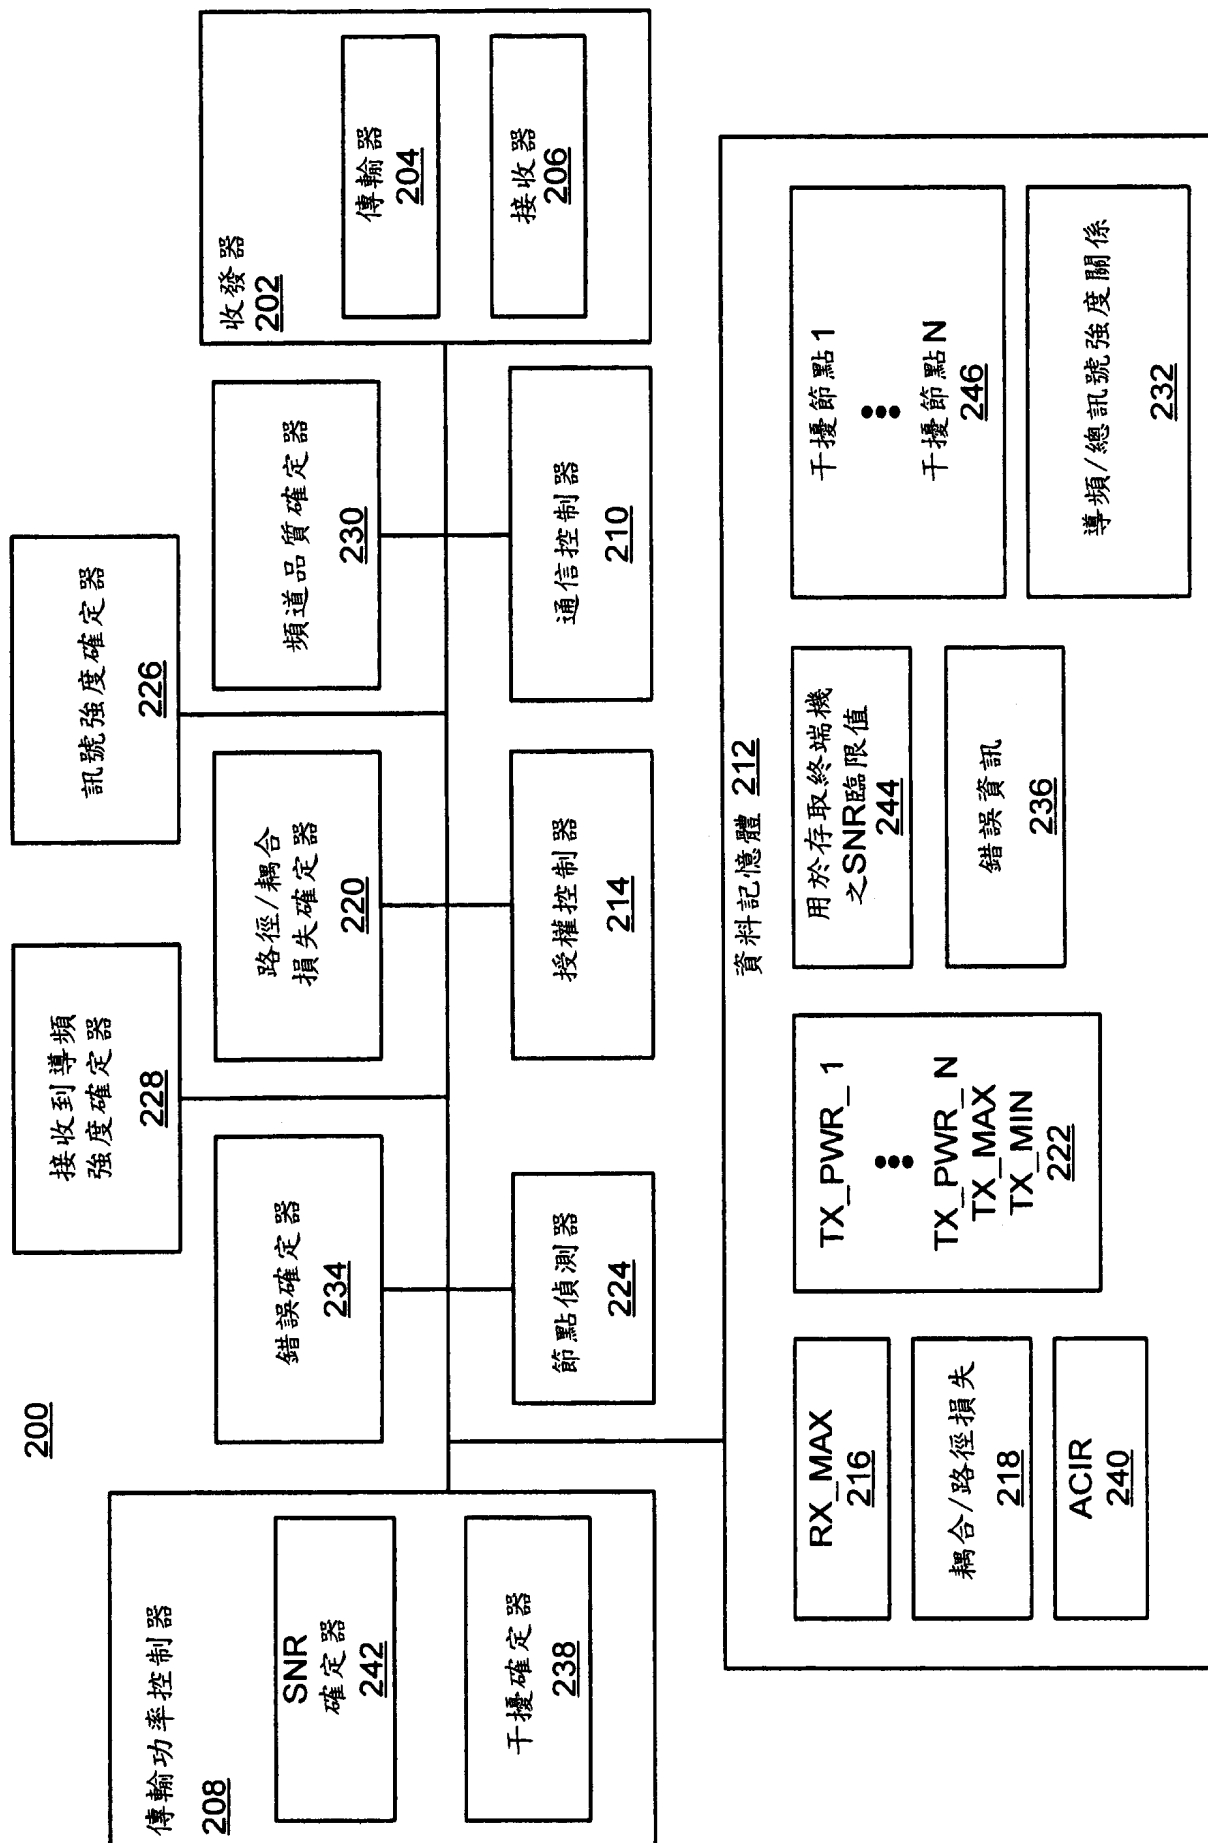 200
接收到導頻
強度確定器
228
訊號強度確定器
226
傳輸功率控制器
208
SNR
確定器
242
干擾確定器
238
錯誤確定器
234
路徑/耦合
損失確定器
220
頻道品質確定器
230
節點偵測器
224
授權控制器
214
通信控制器
210
收發器
202
傳輸器
204
接收器
206
資料記憶體 212
RX_MAX
216
耦合/路徑損失
218
ACIR
240
TX_PWR_1
•••
TX_PWR_N
TX_MAX
TX_MIN
222
用於存取終端機
之SNR臨限值
244
錯誤資訊
236
干擾節點1
•••
干擾節點N
246
導頻/總訊號強度關係
232